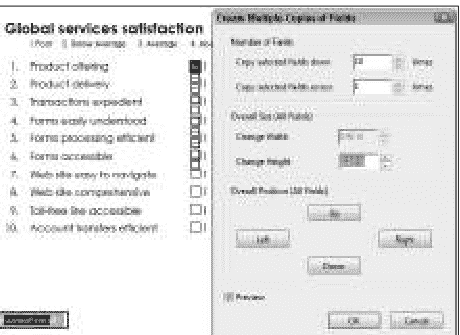 Global services satisfaction
1 Poor 2 Below Average 3 Average 4
1. Product offering
2. Product delivery
3. Transactions expedient
4. Forms easily understood
5. Forms processing efficient
6. Forms accessible
7. Web site easy to navigate
8. Web site comprehensive
9. Toll-free line accessible
10. Account transfers efficient
Create Multiple Copies of Fields
Number of Fields
Copy selected fields down: times
Copy selected fields across: times
Overall Size (All Fields)
Change Width:
Change Height:
Overall Position (All Fields)
Up
Left Right
Down
Preview
OK Cancel